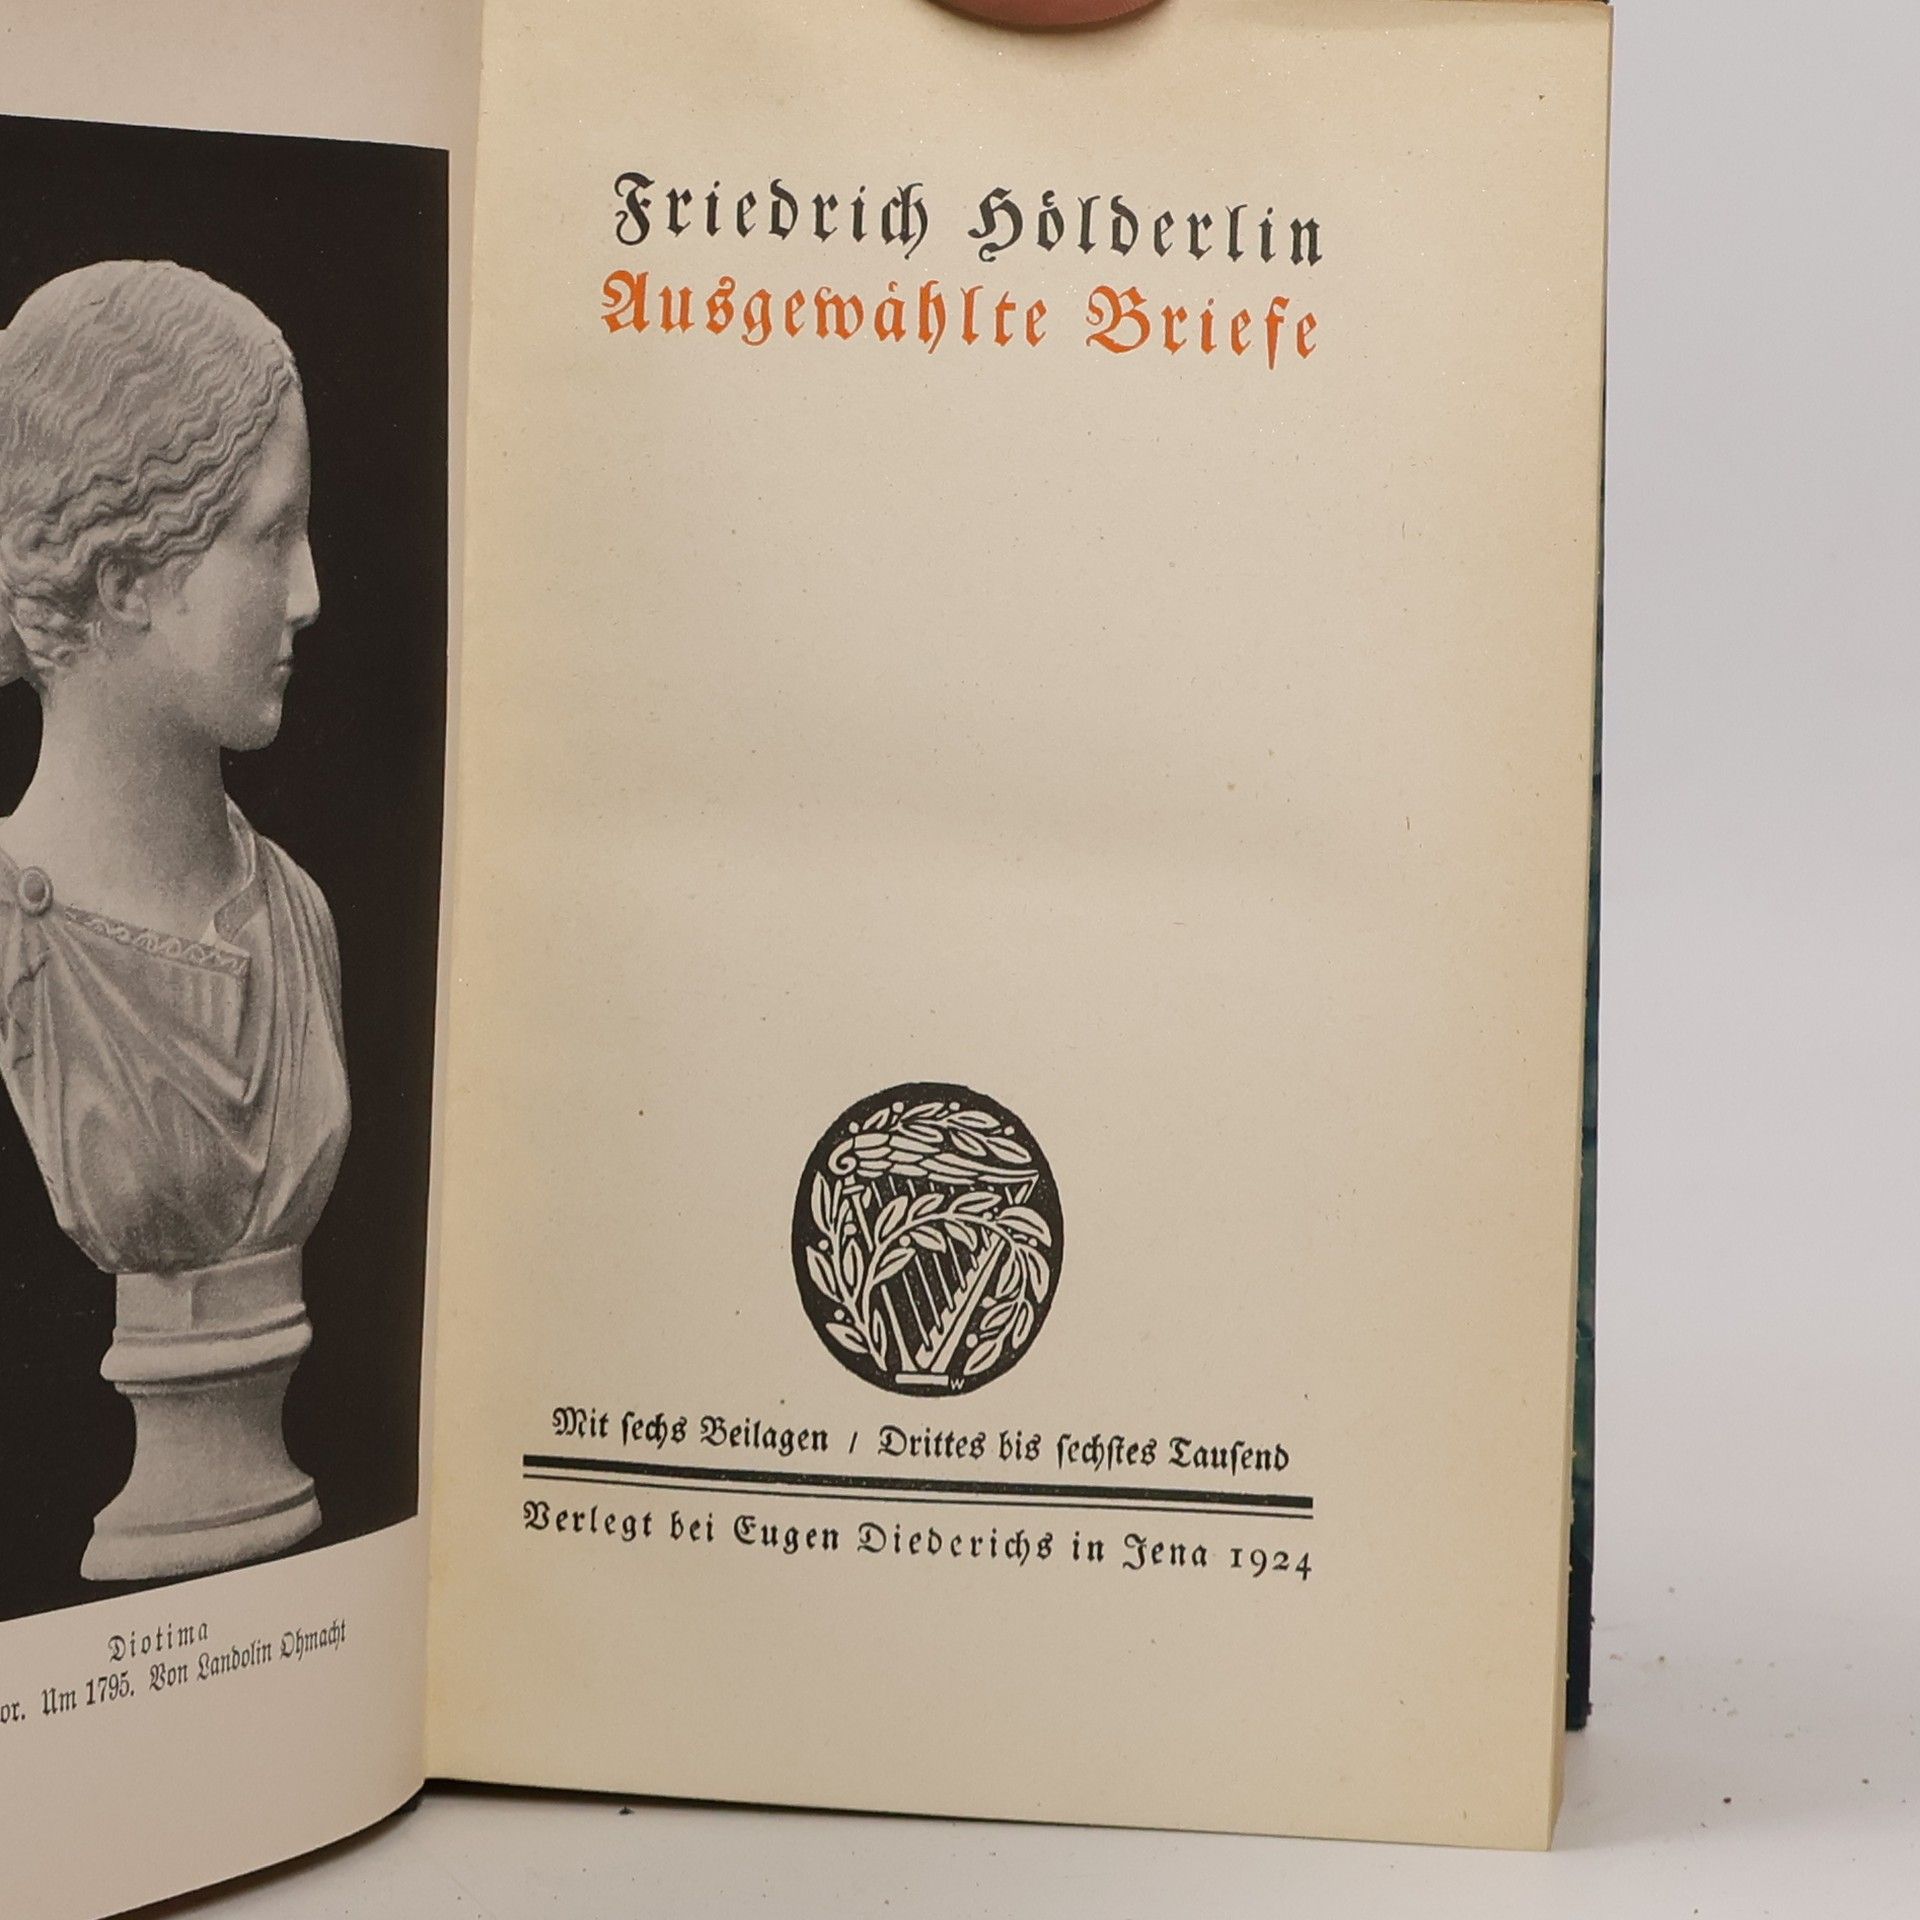 Diotima
or. Um 1795. Von Landolin Ohmacht
Friedrich Hölderlin
Ausgewählte Briefe
W
Mit ſechs Beilagen / Drittes bis ſechſtes Tauſend
Verlegt bei Eugen Diederichs in Jena 1924